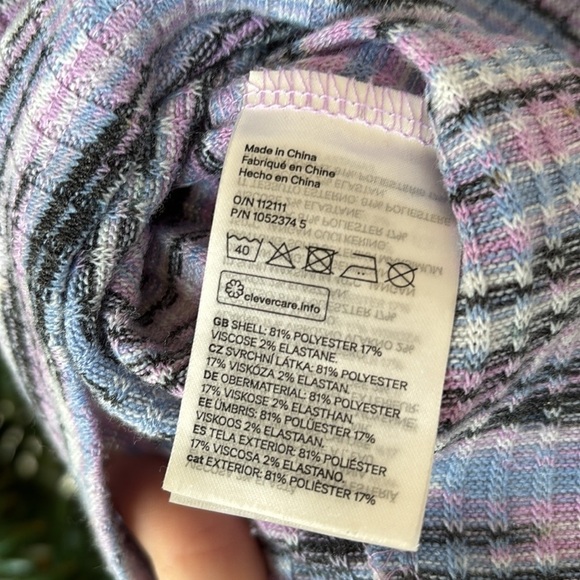 Made in China
Fabriqué en Chine
Hecho en China
O/N 112111
P/N 1052374 5
40
clevercare.info
GB SHELL: 81% POLYESTER 17%
VISCOSE 2% ELASTANE.
CZ SVRCHNÍ LÁTKA: 81% POLYESTER
17% VISKÓZA 2% ELASTAN.
DE OBERMATERIAL: 81% POLYESTER
17% VISKOSE 2% ELASTHAN.
EE ÜMBRIS: 81% POLÜESTER 17%
VISKOOS 2% ELASTAAN.
ES TELA EXTERIOR: 81% POLIÉSTER
17% VISCOSA 2% ELASTANO.
cat EXTERIOR: 81% POLIÈSTER 17%